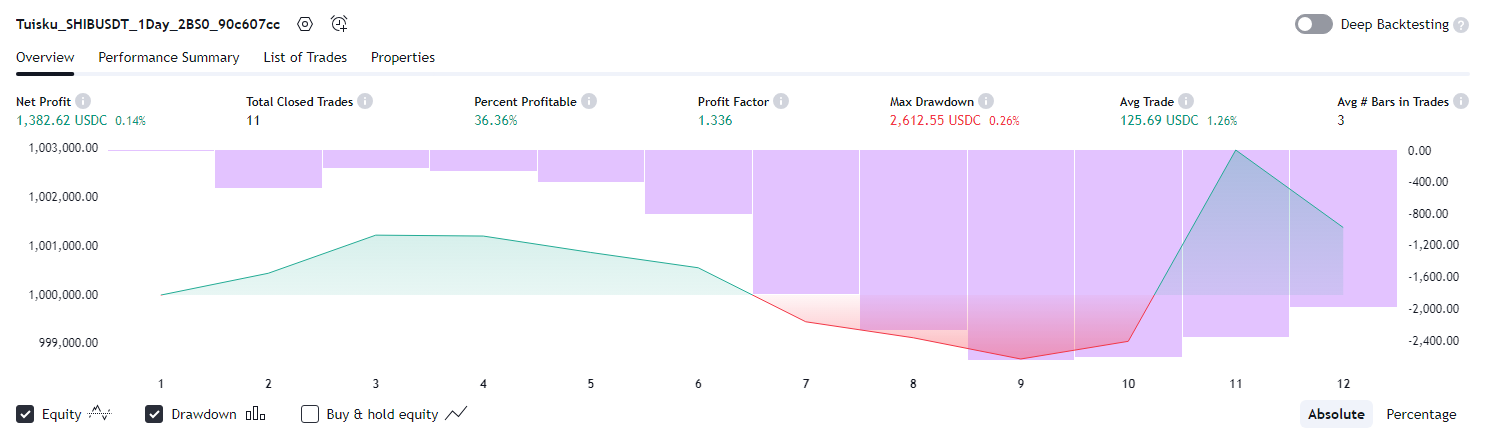 Tuisku_SHIBUSDT_1Day_2BS0_90c607cc Deep Backtesting ?
Overview Performance Summary List of Trades Properties
Net Profit i Total Closed Trades i Percent Profitable i Profit Factor i Max Drawdown i Avg Trade i Avg # Bars in Trades i
1,382.62 USDC 0.14% 11 36.36% 1.336 2,612.55 USDC 0.26% 125.69 USDC 1.26% 3
1,003,000.00 0.00
-400.00
1,002,000.00 -800.00
1,001,000.00 -1,200.00
-1,600.00
1,000,000.00 -2,000.00
999,000.00 -2,400.00
1 2 3 4 5 6 7 8 9 10 11 12
Equity Drawdown Buy & hold equity Absolute Percentage